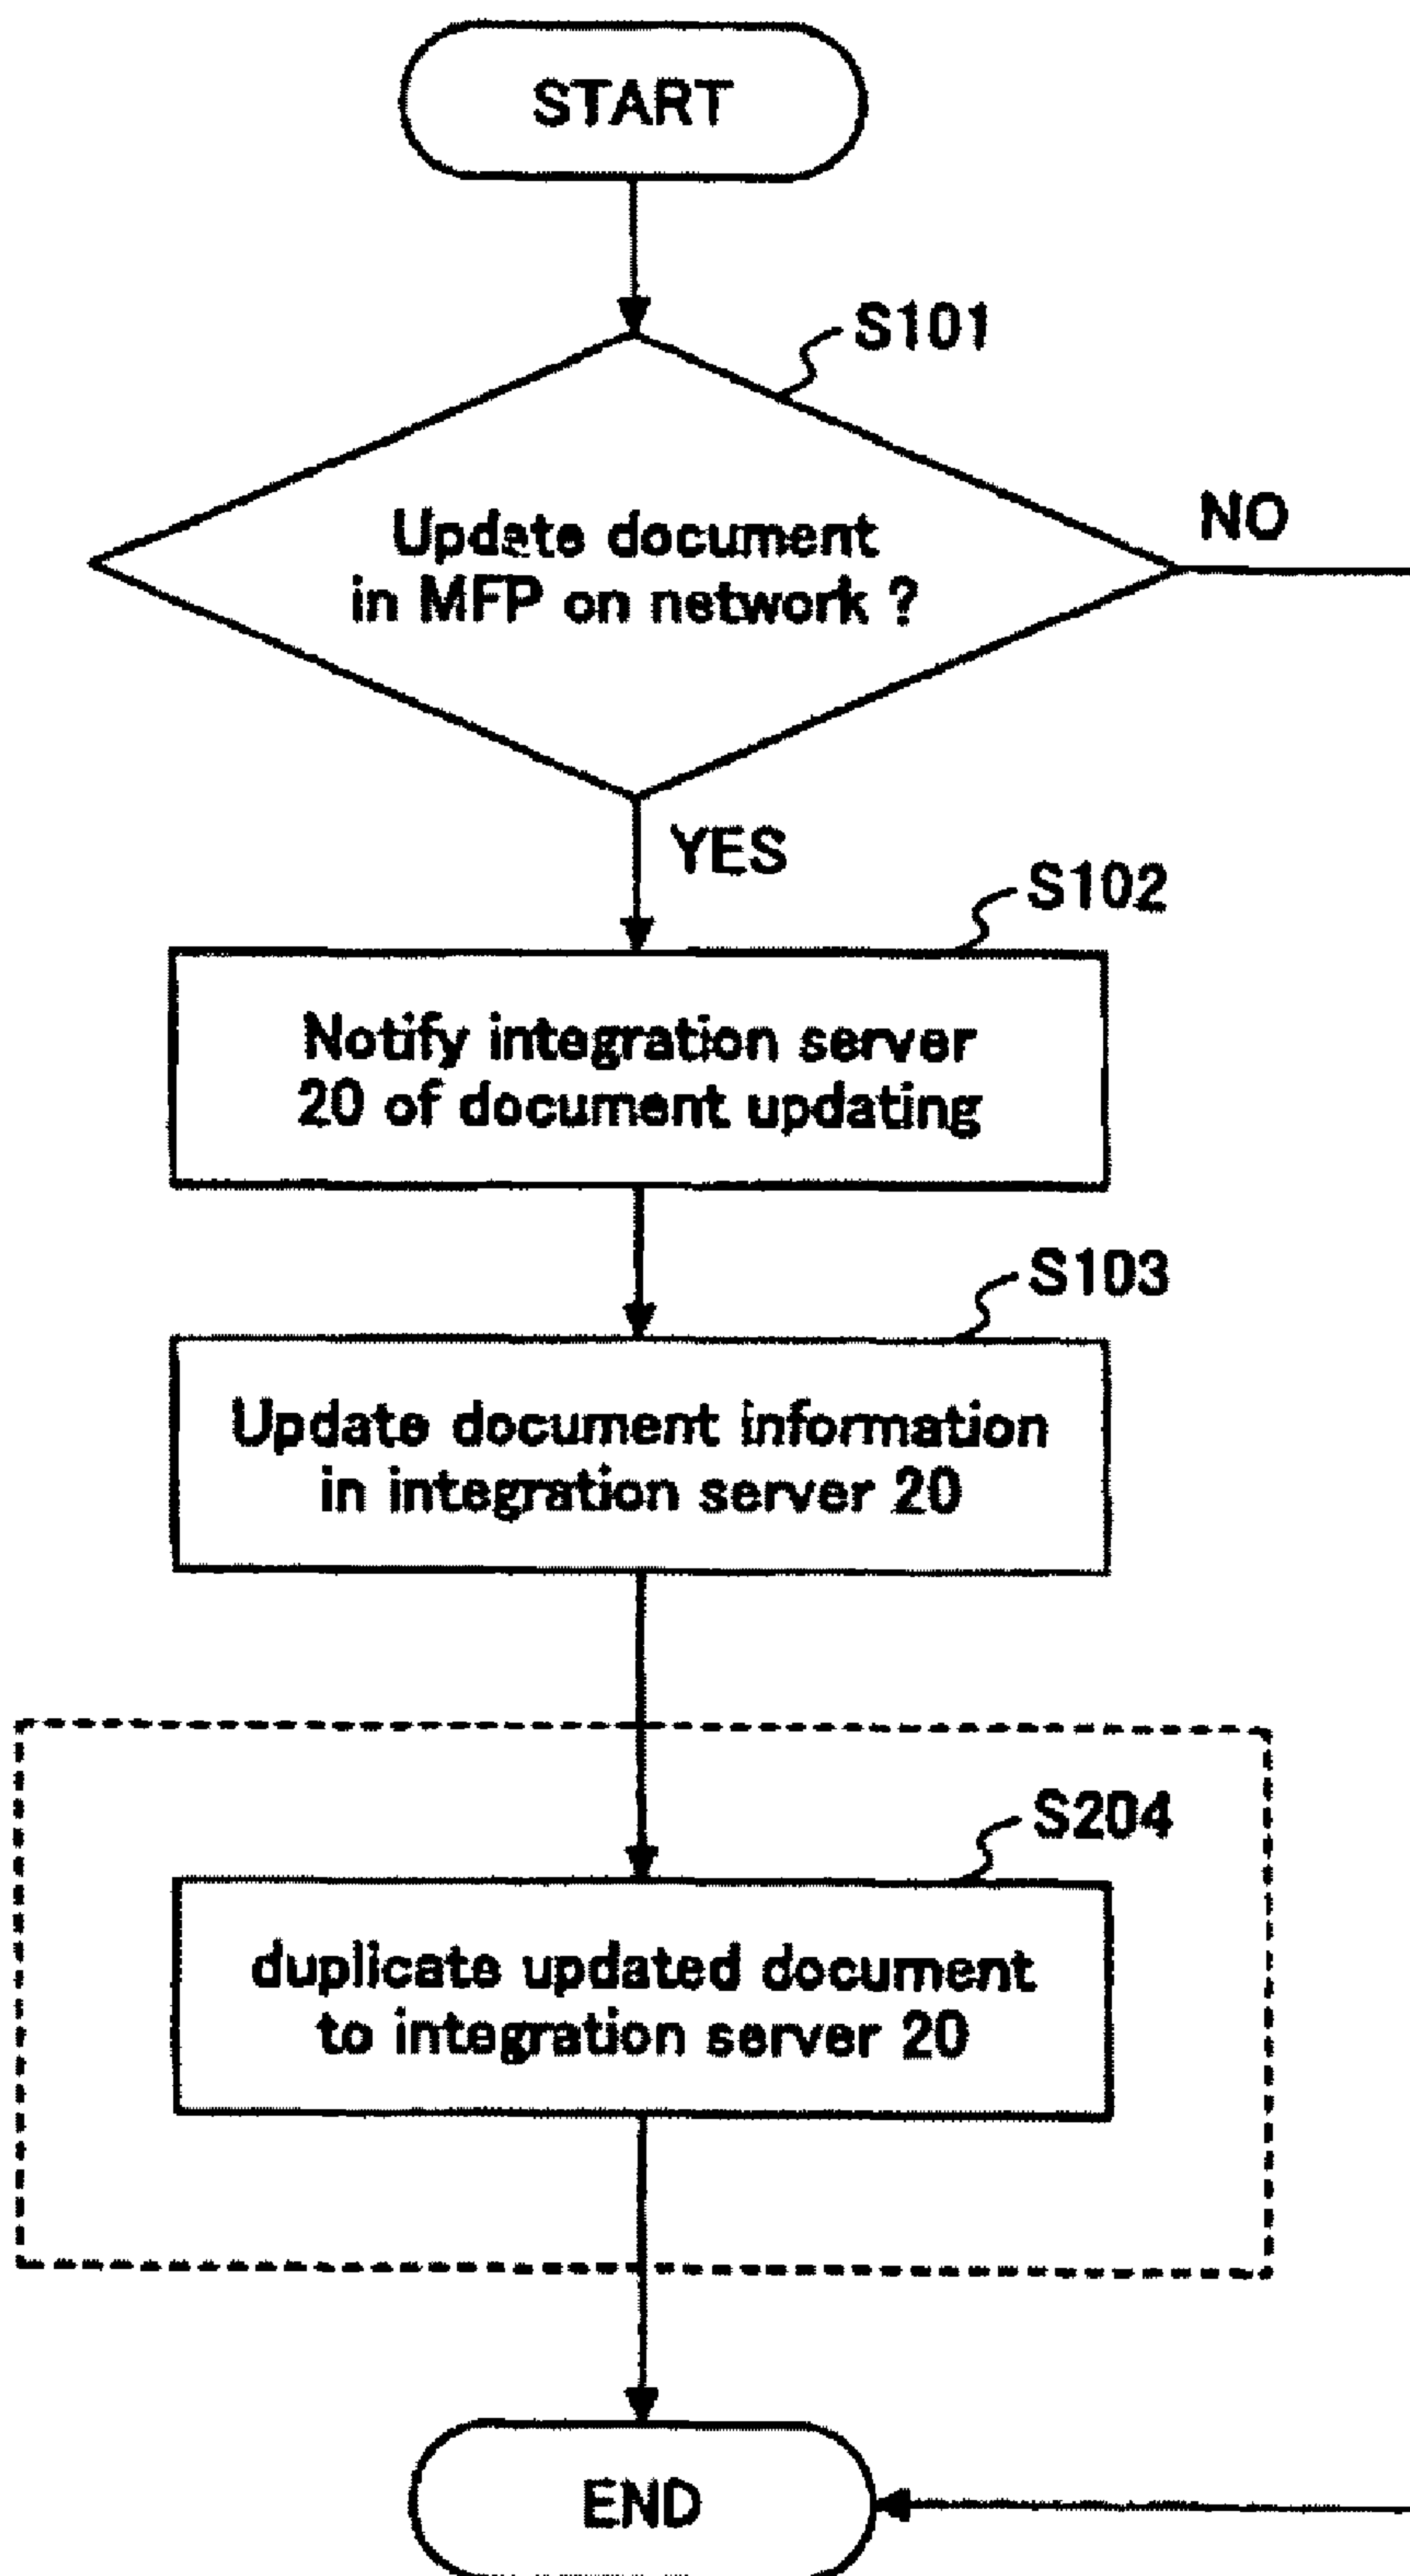 START
S101
Update document
in MFP on network ?
NO
YES
S102
Notify integration server
20 of document updating
S103
Update document information
in integration server 20
S204
duplicate updated document
to integration server 20
END